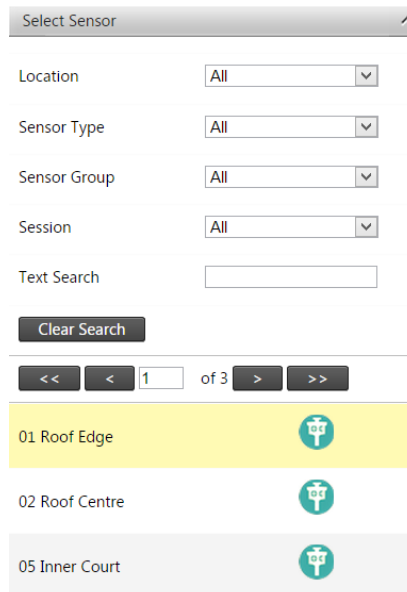 Select Sensor
Location All
Sensor Type All
Sensor Group All
Session All
Text Search
Clear Search
<< < 1 of 3 > >>
01 Roof Edge
02 Roof Centre
05 Inner Court